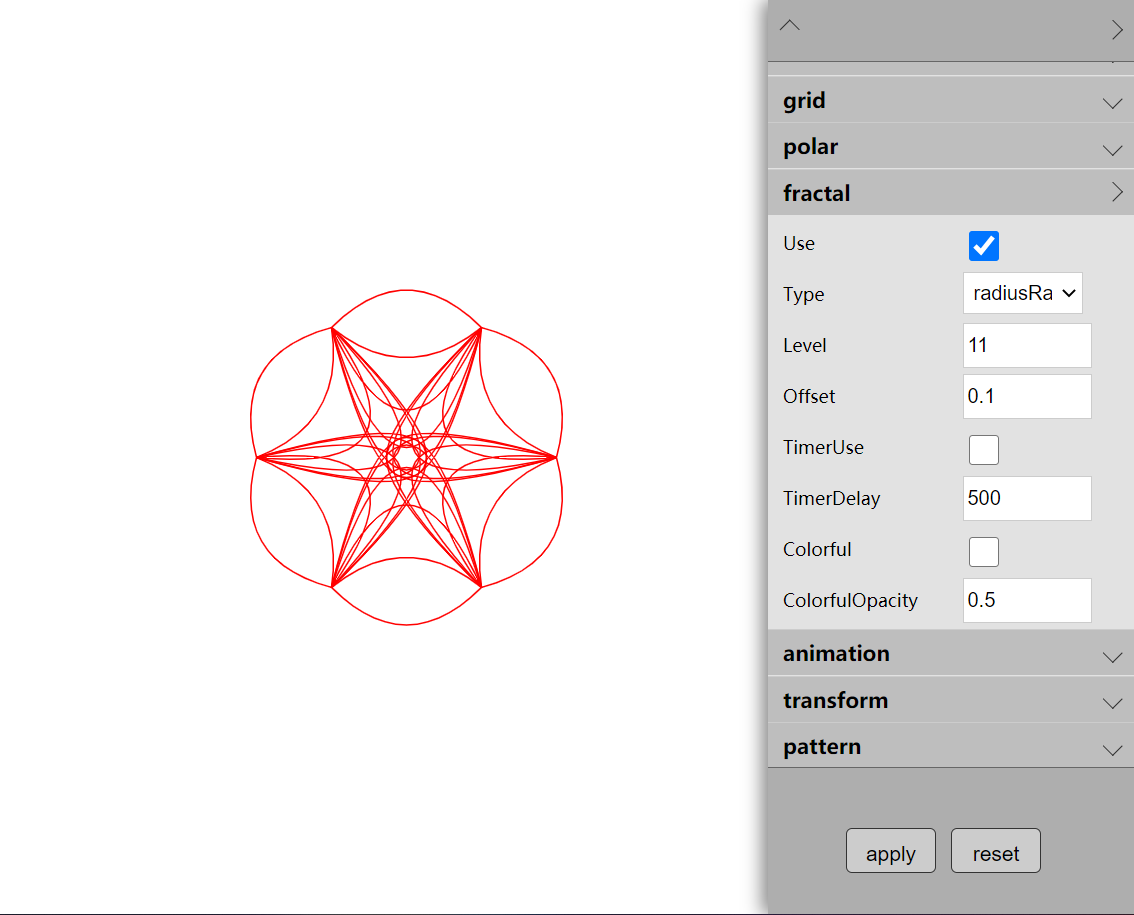 grid
polar
fractal
Use
Type radiusRa
Level 11
Offset 0.1
TimerUse
TimerDelay 500
Colorful
ColorfulOpacity 0.5
animation
transform
pattern
apply reset